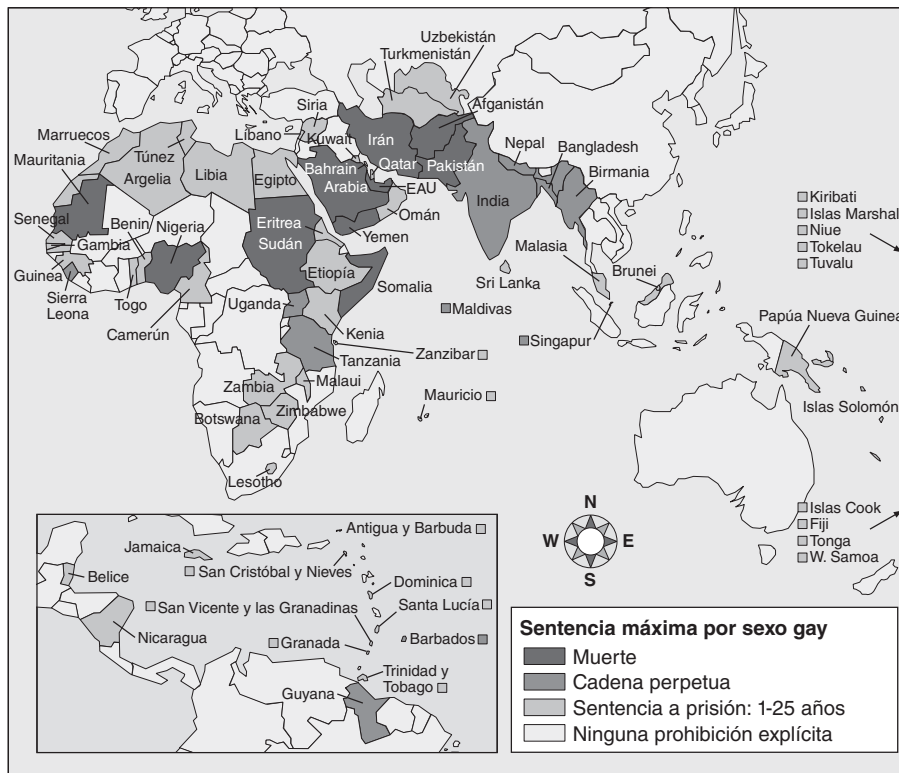 Uzbekistán
Turkmenistán
Siria
Afganistán
Líbano
Kuwait
Irán
Marruecos
Nepal
Bangladesh
Mauritania
Túnez
Qatar
Pakistán
Birmania
Argelia
Libia
Egipto
Bahrain
Arabia
EAU
India
Kiribati
Islas Marshal
Niue
Tokelau
Tuvalu
Senegal
Benin
Nigeria
Eritrea
Omán
Gambia
Sudán
Yemen
Malasia
Guinea
Etiopía
Brunei
Sierra
Leona
Togo
Somalia
Sri Lanka
Camerún
Uganda
Maldivas
Papúa Nueva Guinea
Kenia
Singapur
Tanzania
Zanzibar
Zambia
Malaui
Mauricio
Islas Solomón
Botswana
Zimbabwe
Lesotho
N
W
E
S
Islas Cook
Fiji
Tonga
W. Samoa
Antigua y Barbuda
Jamaica
Belice
San Cristóbal y Nieves
Dominica
San Vicente y las Granadinas
Santa Lucía
Nicaragua
Granada
Barbados
Trinidad y
Tobago
Guyana
Sentencia máxima por sexo gay
Muerte
Cadena perpetua
Sentencia a prisión: 1-25 años
Ninguna prohibición explícita